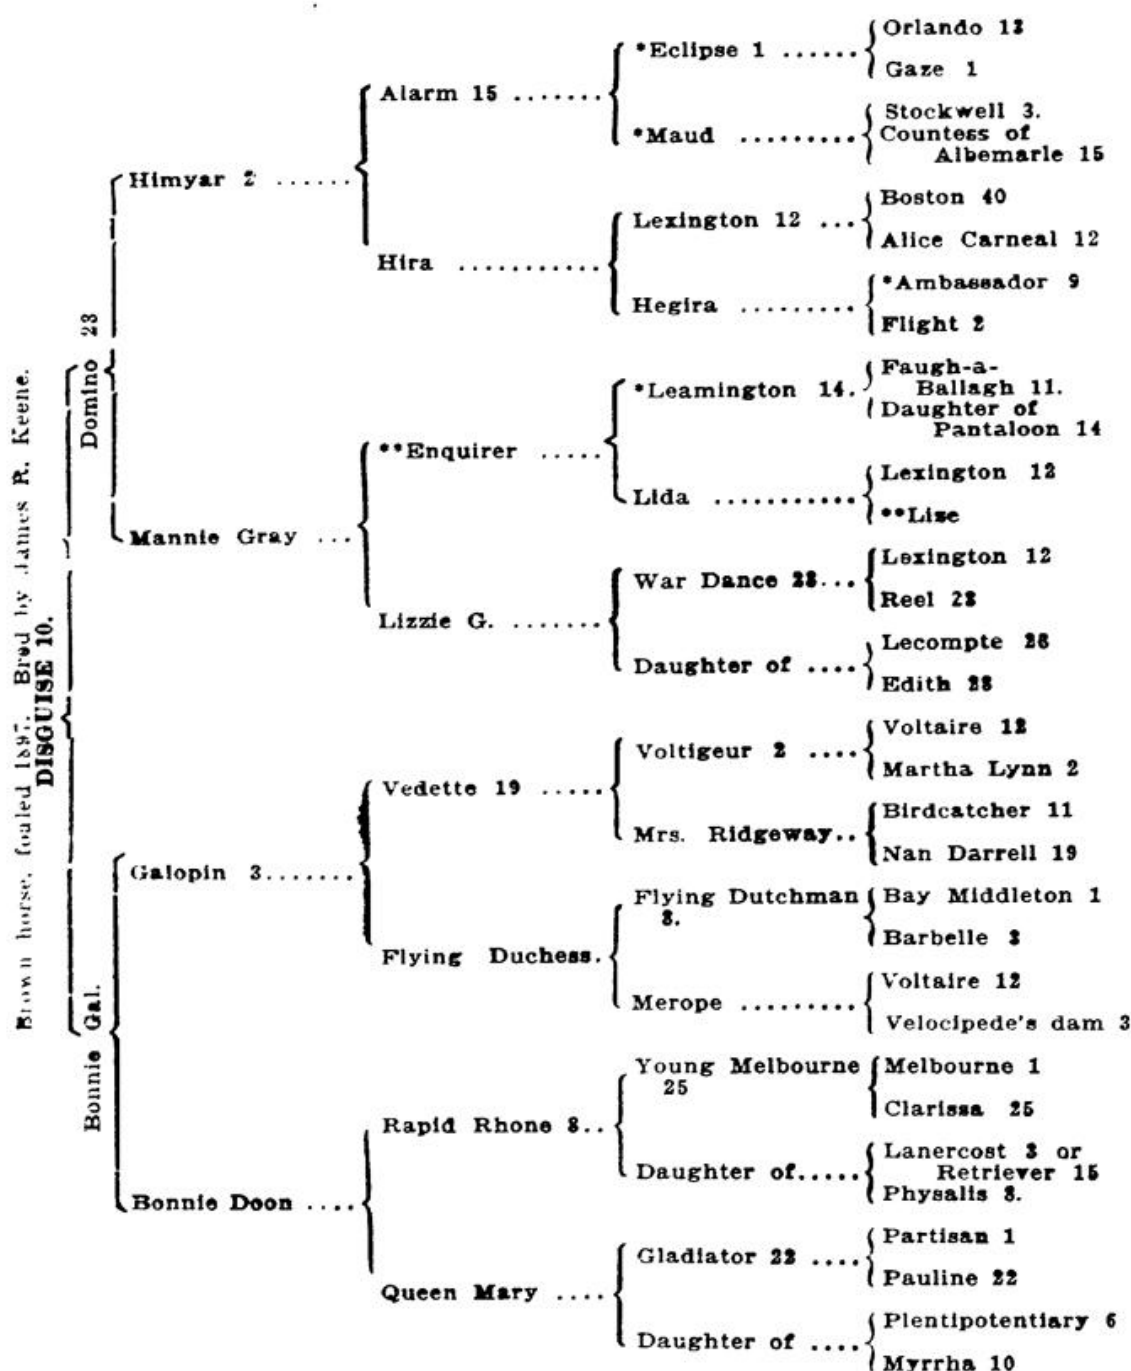 Brown horse, foaled 1897. Bred by James R. Keene.
DISGUISE 10.
Domino 23
Bonnie Gal.
Himyar 2 ......
Mannie Gray ...
Galopin 3.......
Bonnie Doon ....
Alarm 15 .......
Hira ...........
**Enquirer .....
Lizzie G. .......
Vedette 19 .....
Flying Duchess.
Rapid Rhone 8..
Queen Mary ....
*Eclipse 1 ......
*Maud .........
Lexington 12 ...
Hegira .........
*Leamington 14.
Lida ...........
War Dance 23...
Daughter of ....
Voltigeur 2 ....
Mrs. Ridgeway..
Flying Dutchman
3.
Merope .........
Young Melbourne
25
Daughter of.....
Gladiator 22 ....
Daughter of ....
Orlando 13
Gaze 1
Stockwell 3.
Countess of
Albemarle 15
Boston 40
Alice Carneal 12
*Ambassador 9
Flight 2
Faugh-a-
Ballagh 11.
Daughter of
Pantaloon 14
Lexington 12
**Lize
Lexington 12
Reel 23
Lecompte 23
Edith 23
Voltaire 12
Martha Lynn 2
Birdcatcher 11
Nan Darrell 19
Bay Middleton 1
Barbelle 3
Voltaire 12
Velocipede's dam 3
Melbourne 1
Clarissa 25
Lanercost 3 or
Retriever 15
Physalis 8.
Partisan 1
Pauline 22
Plentipotentiary 6
Myrrha 10